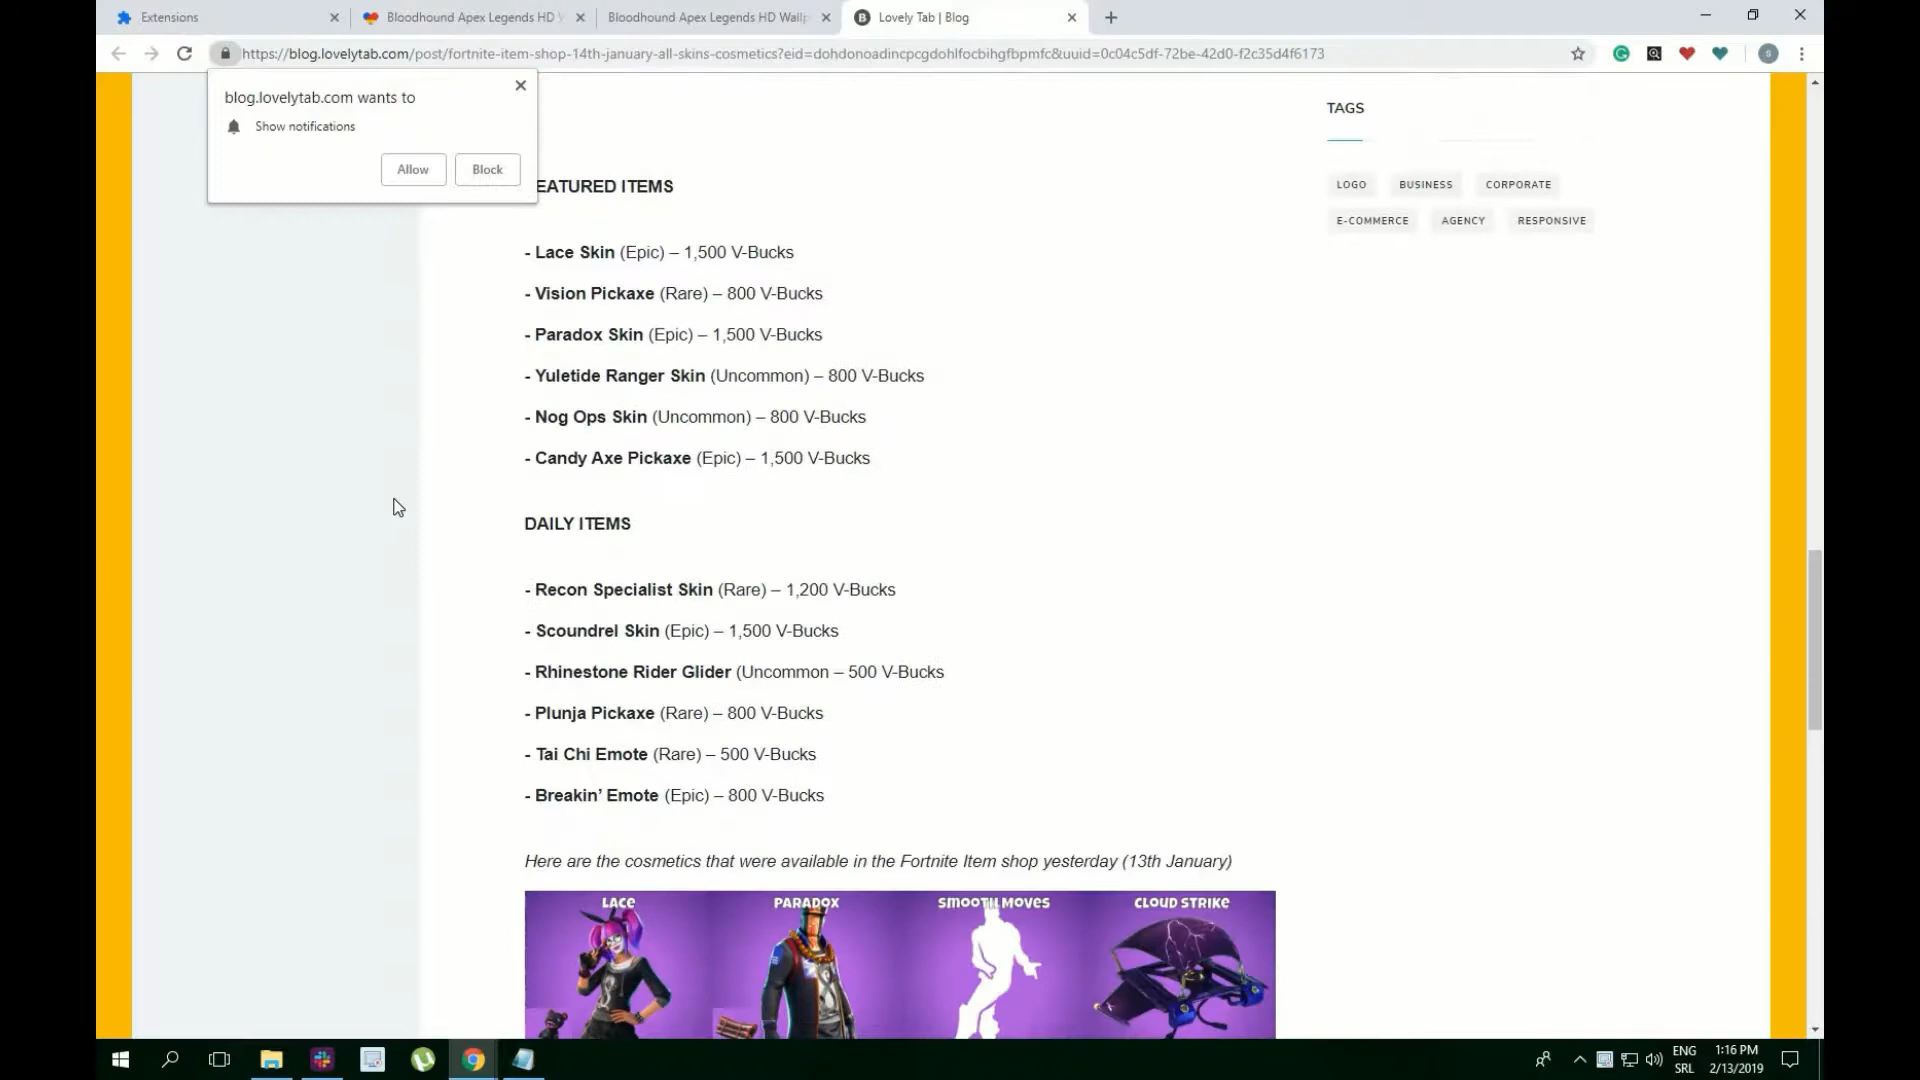 Extensions
Bloodhound Apex Legends HD
Bloodhound Apex Legends HD Wallp
Lovely Tab | Blog
https://blog.lovelytab.com/post/fortnite-item-shop-14th-january-all-skins-cosmetics?eid=dohdonoadincpcgdohlfocbihgfbpmfc&uuid=0c04c5df-72be-42d0-f2c35d4f6173
blog.lovelytab.com wants to
Show notifications
Allow
Block
TAGS
LOGO
BUSINESS
CORPORATE
E-COMMERCE
AGENCY
RESPONSIVE
EATURED ITEMS
- Lace Skin (Epic) – 1,500 V-Bucks
- Vision Pickaxe (Rare) – 800 V-Bucks
- Paradox Skin (Epic) – 1,500 V-Bucks
- Yuletide Ranger Skin (Uncommon) – 800 V-Bucks
- Nog Ops Skin (Uncommon) – 800 V-Bucks
- Candy Axe Pickaxe (Epic) – 1,500 V-Bucks
DAILY ITEMS
- Recon Specialist Skin (Rare) – 1,200 V-Bucks
- Scoundrel Skin (Epic) – 1,500 V-Bucks
- Rhinestone Rider Glider (Uncommon – 500 V-Bucks
- Plunja Pickaxe (Rare) – 800 V-Bucks
- Tai Chi Emote (Rare) – 500 V-Bucks
- Breakin’ Emote (Epic) – 800 V-Bucks
Here are the cosmetics that were available in the Fortnite Item shop yesterday (13th January)
LACE
PARADOX
SMOOTH MOVES
CLOUD STRIKE
ENG
SRL
1:16 PM
2/13/2019